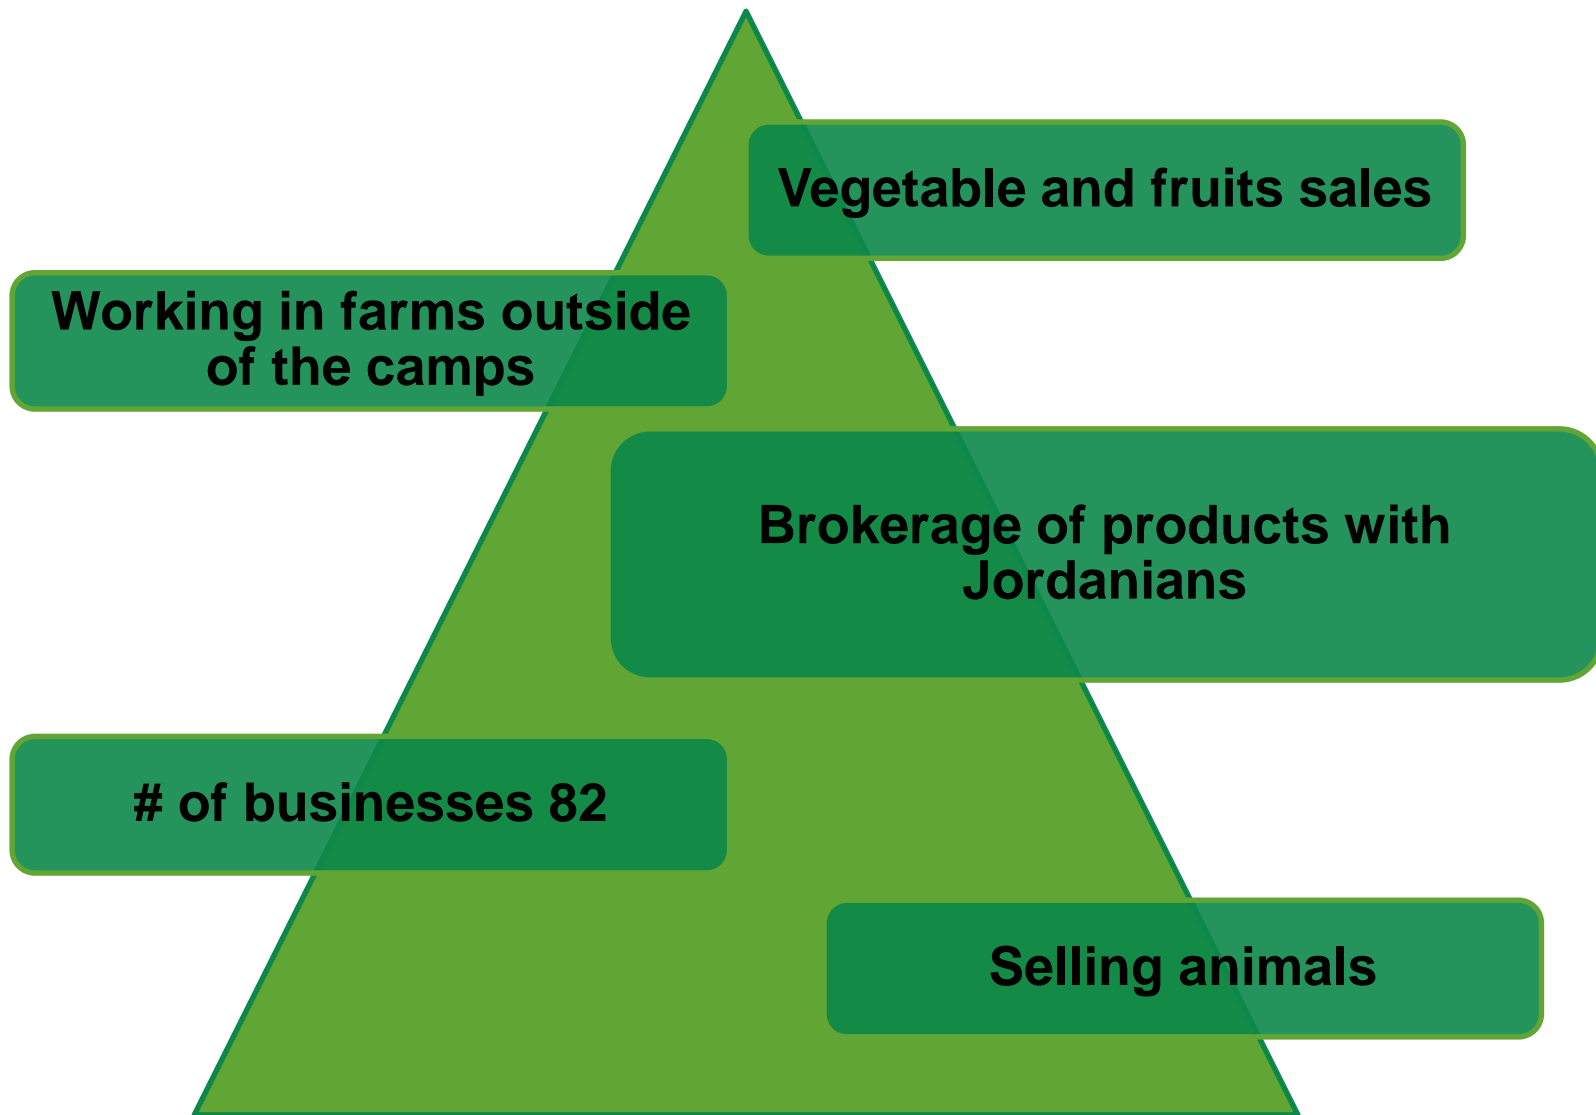 Vegetable and fruits sales
Working in farms outside
of the camps
Brokerage of products with
Jordanians
# of businesses 82
Selling animals